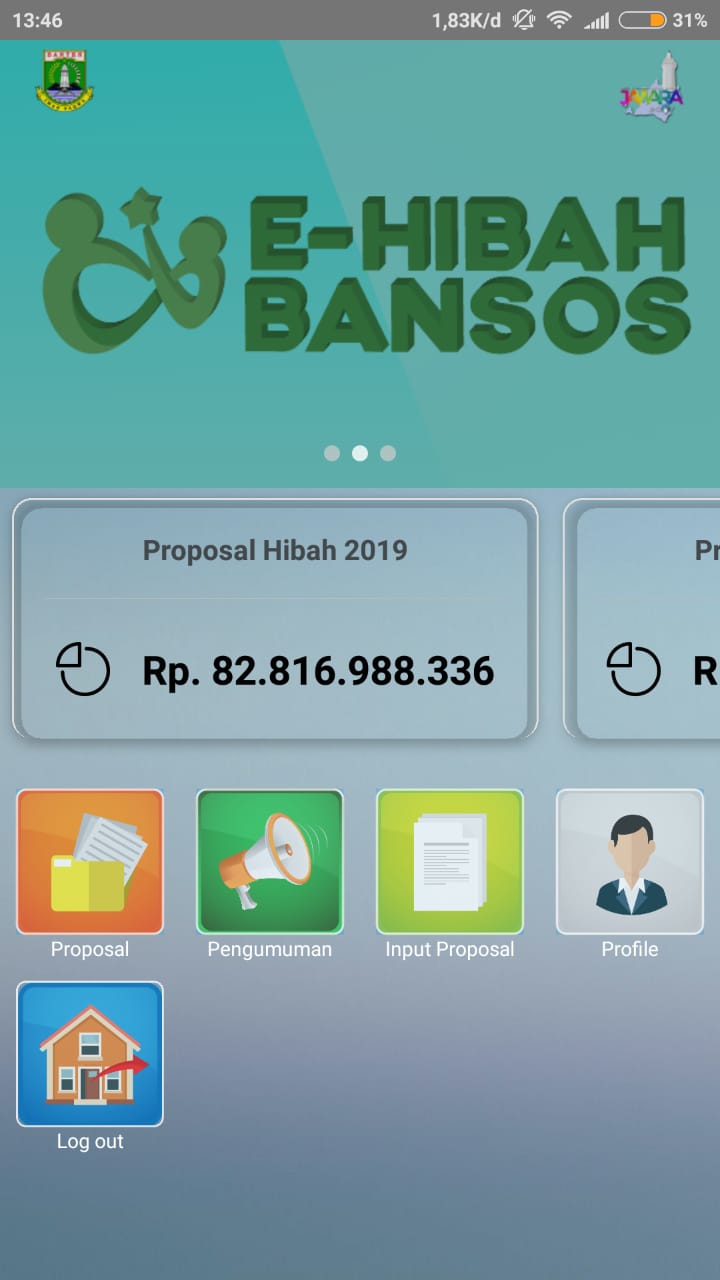 13:46
1,83K/d
31%
BANTEN
JAWARA
E-HIBAH
BANSOS
Proposal Hibah 2019
Pr
Rp. 82.816.988.336
R
Proposal
Pengumuman
Input Proposal
Profile
Log out